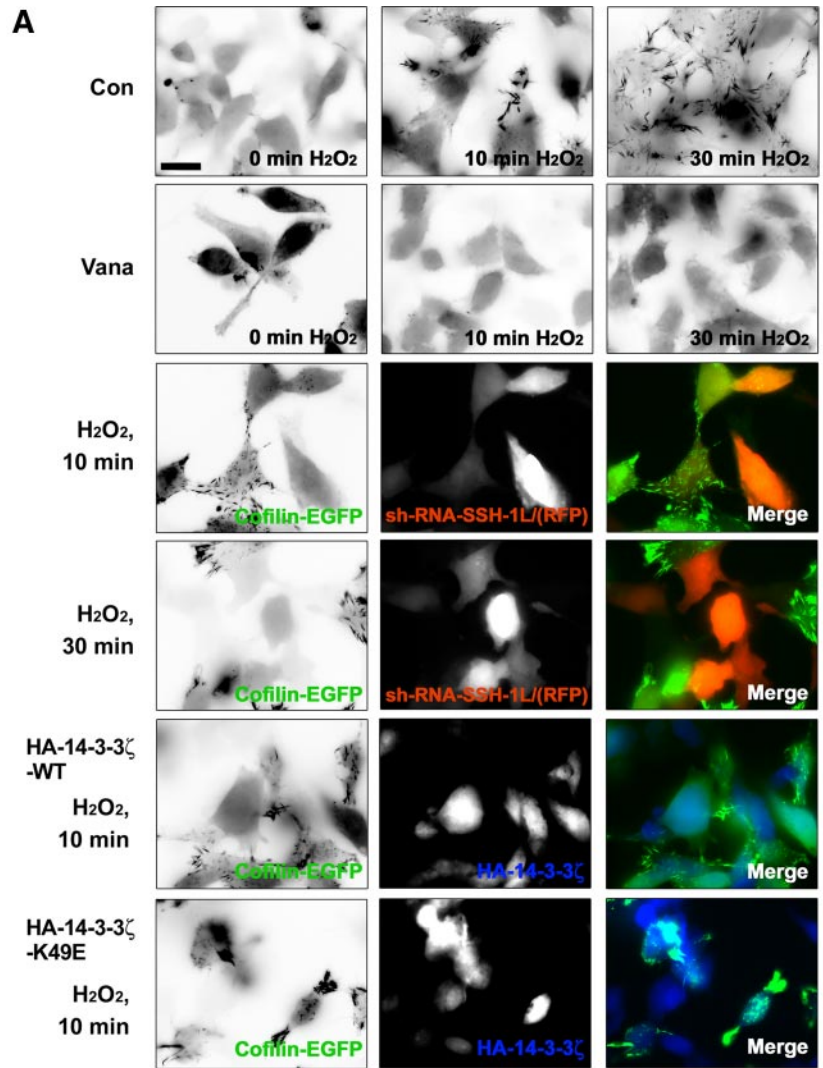 A
Con
0 min H₂O₂
10 min H₂O₂
30 min H₂O₂
Vana
0 min H₂O₂
10 min H₂O₂
30 min H₂O₂
H₂O₂,
10 min
Cofilin-EGFP
sh-RNA-SSH-1L/(RFP)
Merge
H₂O₂,
30 min
Cofilin-EGFP
sh-RNA-SSH-1L/(RFP)
Merge
HA-14-3-3ζ
-WT
H₂O₂,
10 min
Cofilin-EGFP
HA-14-3-3ζ
Merge
HA-14-3-3ζ
-K49E
H₂O₂,
10 min
Cofilin-EGFP
HA-14-3-3ζ
Merge